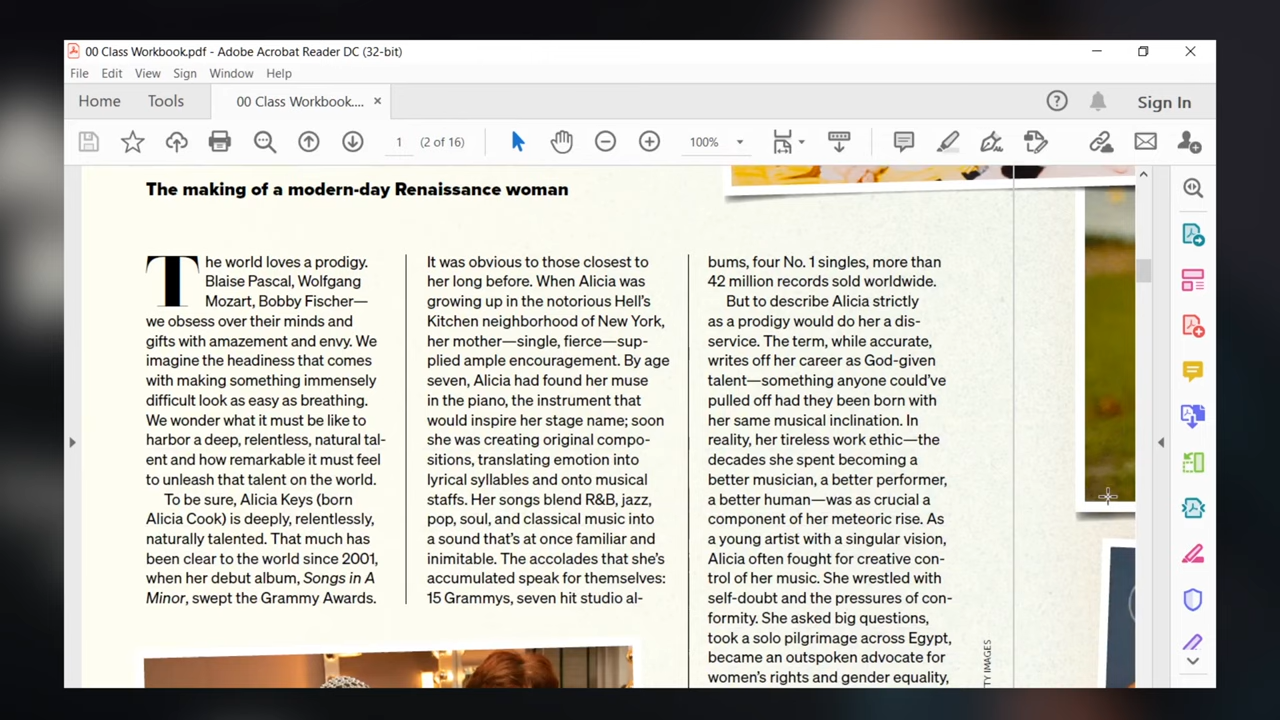 00 Class Workbook.pdf - Adobe Acrobat Reader DC (32-bit)
File Edit View Sign Window Help
Home Tools 00 Class Workbook.... × Sign In
1 (2 of 16) 100%
The making of a modern-day Renaissance woman
The world loves a prodigy.
Blaise Pascal, Wolfgang
Mozart, Bobby Fischer—
we obsess over their minds and
gifts with amazement and envy. We
imagine the headiness that comes
with making something immensely
difficult look as easy as breathing.
We wonder what it must be like to
harbor a deep, relentless, natural tal-
ent and how remarkable it must feel
to unleash that talent on the world.
To be sure, Alicia Keys (born
Alicia Cook) is deeply, relentlessly,
naturally talented. That much has
been clear to the world since 2001,
when her debut album, Songs in A
Minor, swept the Grammy Awards.
It was obvious to those closest to
her long before. When Alicia was
growing up in the notorious Hell's
Kitchen neighborhood of New York,
her mother—single, fierce—sup-
plied ample encouragement. By age
seven, Alicia had found her muse
in the piano, the instrument that
would inspire her stage name; soon
she was creating original compo-
sitions, translating emotion into
lyrical syllables and onto musical
staffs. Her songs blend R&B, jazz,
pop, soul, and classical music into
a sound that's at once familiar and
inimitable. The accolades that she's
accumulated speak for themselves:
15 Grammys, seven hit studio al-
bums, four No. 1 singles, more than
42 million records sold worldwide.
But to describe Alicia strictly
as a prodigy would do her a dis-
service. The term, while accurate,
writes off her career as God-given
talent—something anyone could've
pulled off had they been born with
her same musical inclination. In
reality, her tireless work ethic—the
decades she spent becoming a
better musician, a better performer,
a better human—was as crucial a
component of her meteoric rise. As
a young artist with a singular vision,
Alicia often fought for creative con-
trol of her music. She wrestled with
self-doubt and the pressures of con-
formity. She asked big questions,
took a solo pilgrimage across Egypt,
became an outspoken advocate for
women's rights and gender equality,
TY IMAGES